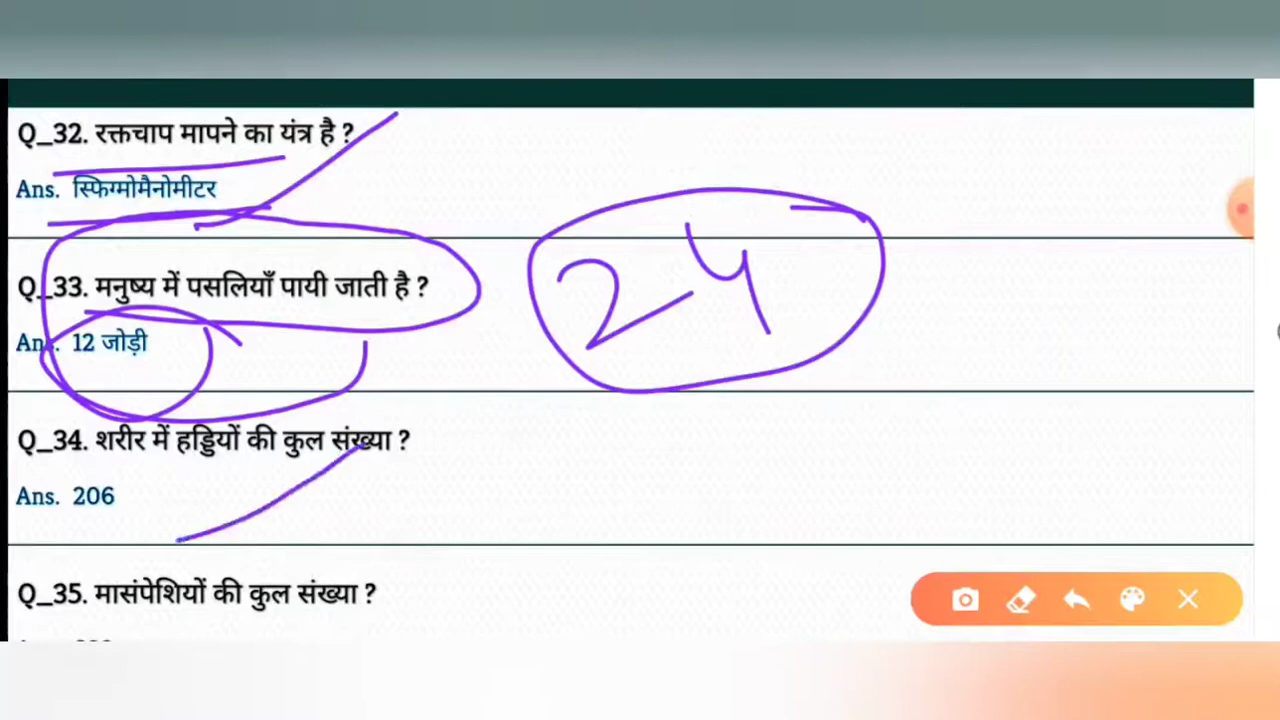 Q_32. रक्तचाप मापने का यंत्र है ?
Ans. स्फिग्मोमैनोमीटर
Q_33. मनुष्य में पसलियाँ पायी जाती है ?
Ans. 12 जोड़ी
24
Q_34. शरीर में हड्डियों की कुल संख्या ?
Ans. 206
Q_35. मासंपेशियों की कुल संख्या ?